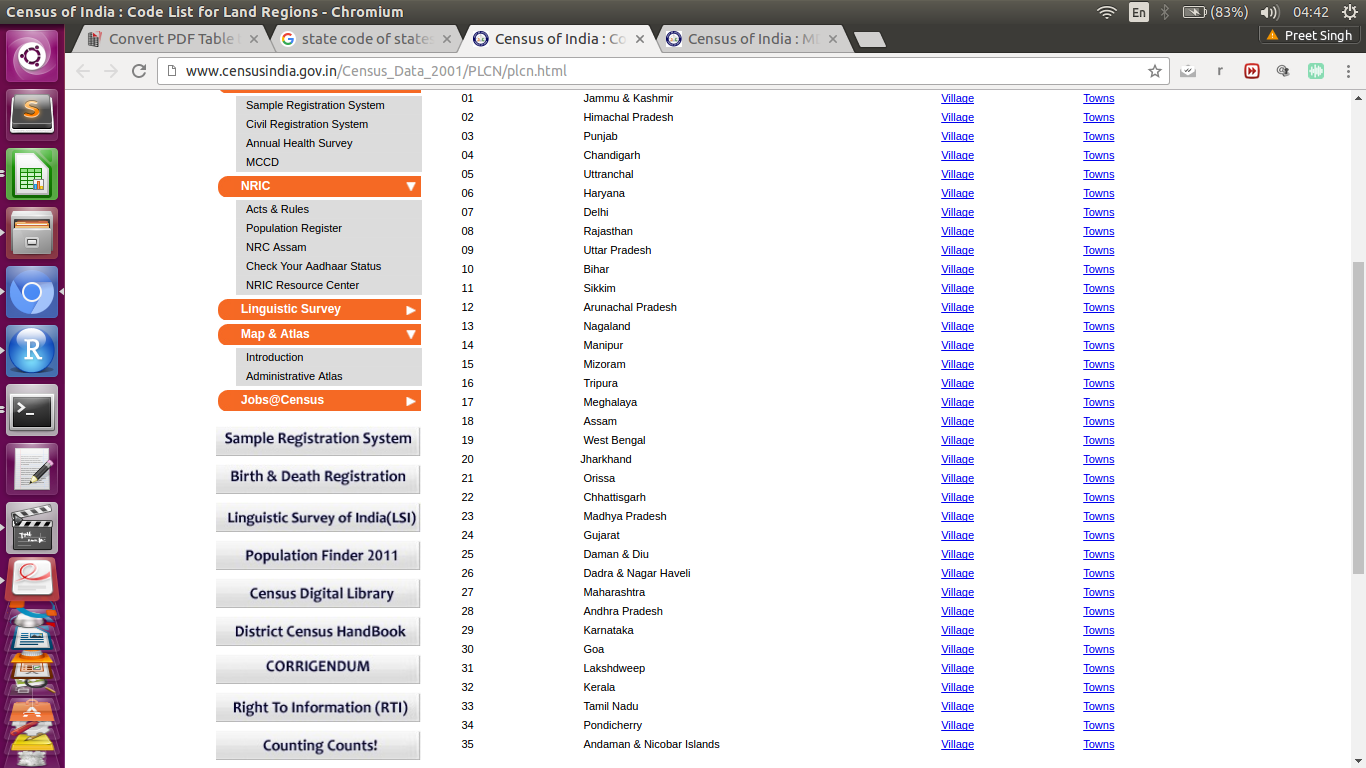 Census of India : Code List for Land Regions - Chromium
En
(83%)
04:42
Convert PDF Table
state code of states
Census of India : Co
Census of India : M
Preet Singh
www.censusindia.gov.in/Census_Data_2001/PLCN/plcn.html
Sample Registration System
Civil Registration System
Annual Health Survey
MCCD
NRIC
Acts & Rules
Population Register
NRC Assam
Check Your Aadhaar Status
NRIC Resource Center
Linguistic Survey
Map & Atlas
Introduction
Administrative Atlas
Jobs@Census
Sample Registration System
Birth & Death Registration
Linguistic Survey of India(LSI)
Population Finder 2011
Census Digital Library
District Census HandBook
CORRIGENDUM
Right To Information (RTI)
Counting Counts!
01 Jammu & Kashmir Village Towns
02 Himachal Pradesh Village Towns
03 Punjab Village Towns
04 Chandigarh Village Towns
05 Uttranchal Village Towns
06 Haryana Village Towns
07 Delhi Village Towns
08 Rajasthan Village Towns
09 Uttar Pradesh Village Towns
10 Bihar Village Towns
11 Sikkim Village Towns
12 Arunachal Pradesh Village Towns
13 Nagaland Village Towns
14 Manipur Village Towns
15 Mizoram Village Towns
16 Tripura Village Towns
17 Meghalaya Village Towns
18 Assam Village Towns
19 West Bengal Village Towns
20 Jharkhand Village Towns
21 Orissa Village Towns
22 Chhattisgarh Village Towns
23 Madhya Pradesh Village Towns
24 Gujarat Village Towns
25 Daman & Diu Village Towns
26 Dadra & Nagar Haveli Village Towns
27 Maharashtra Village Towns
28 Andhra Pradesh Village Towns
29 Karnataka Village Towns
30 Goa Village Towns
31 Lakshdweep Village Towns
32 Kerala Village Towns
33 Tamil Nadu Village Towns
34 Pondicherry Village Towns
35 Andaman & Nicobar Islands Village Towns